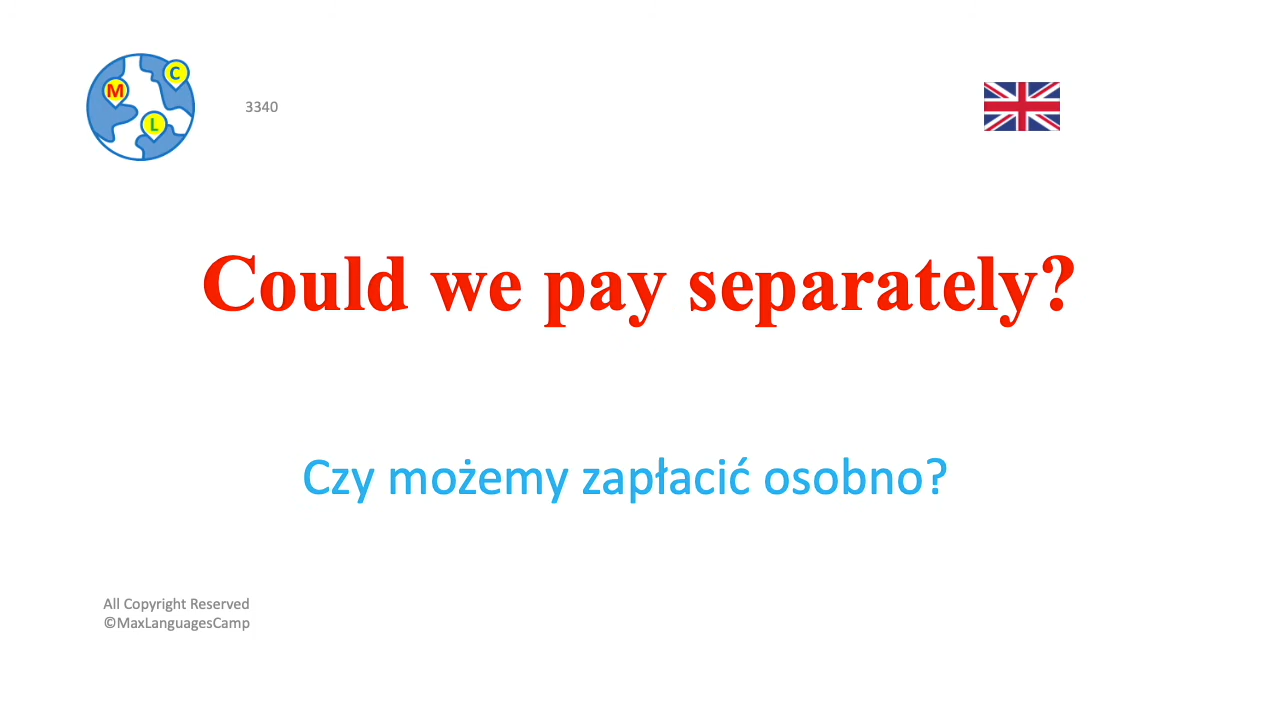 M
C
L
3340
Could we pay separately?
Czy możemy zapłacić osobno?
All Copyright Reserved
©MaxLanguagesCamp